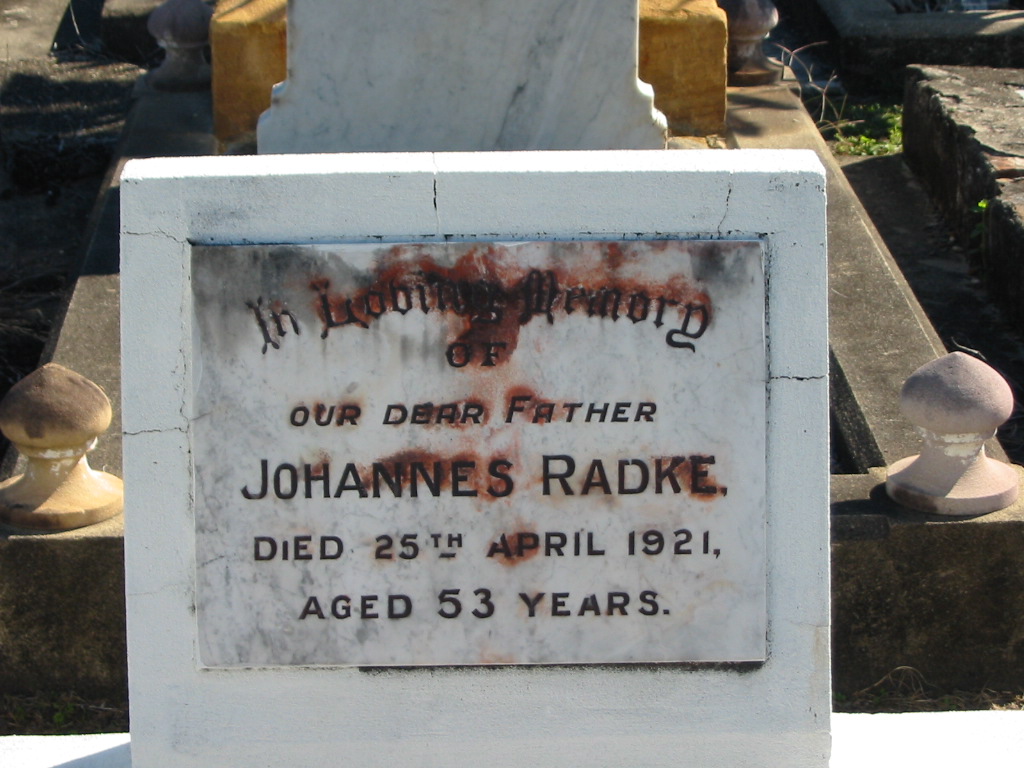 In Loving Memory
OF
OUR DEAR FATHER
JOHANNES RADKE,
DIED 25TH APRIL 1921,
AGED 53 YEARS.